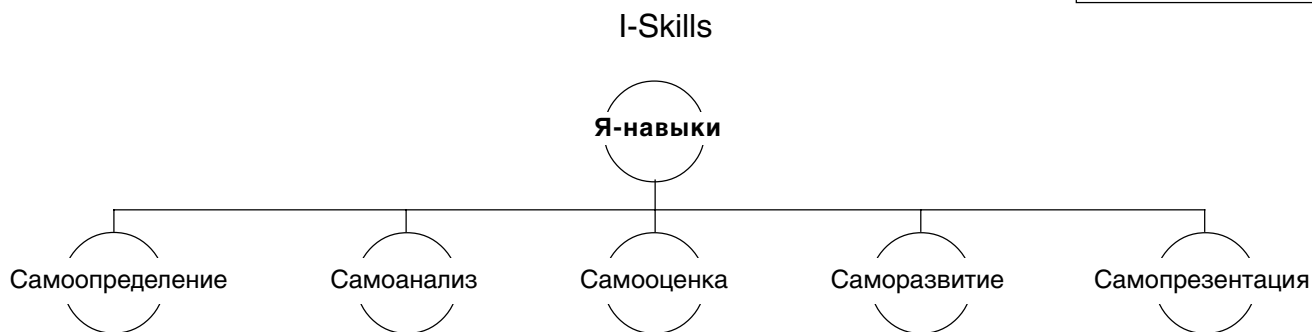 I-Skills
Я-навыки
Самоопределение
Самоанализ
Самооценка
Саморазвитие
Самопрезентация